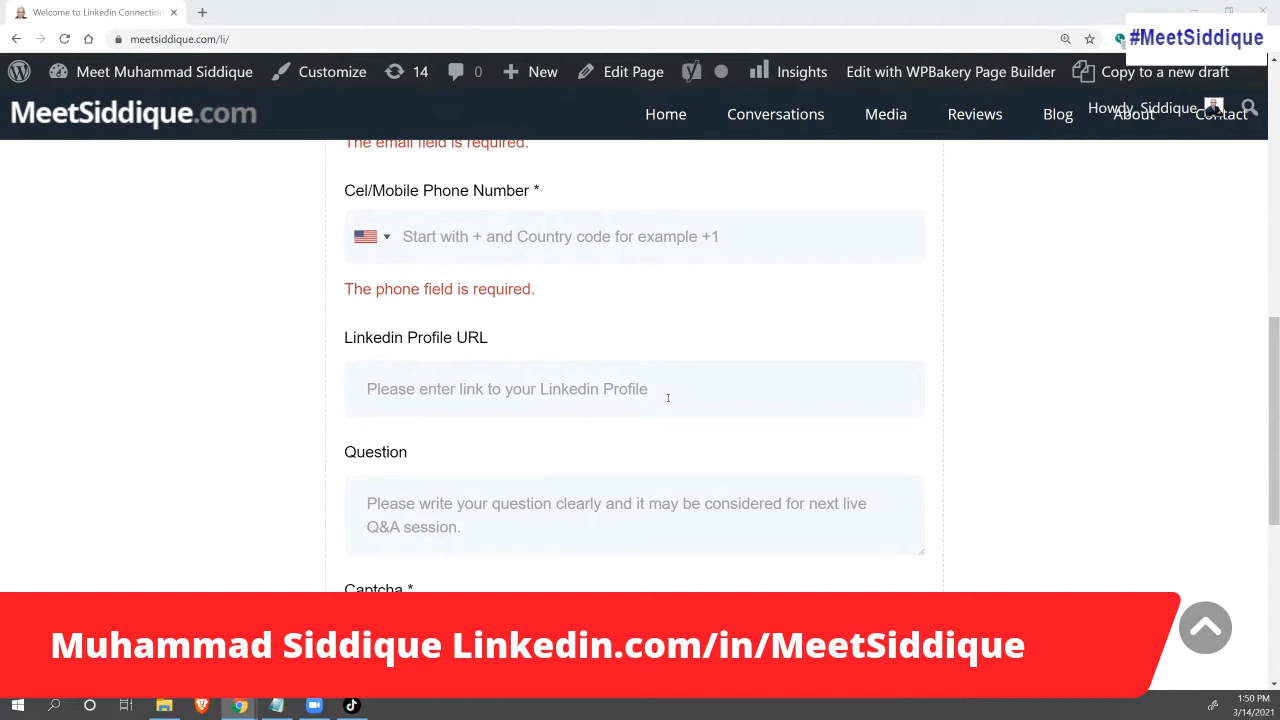 Welcome to Linkedin Connection
#MeetSiddique
meetsiddique.com/li/
Meet Muhammad Siddique
Customize
14
0
New
Edit Page
Insights
Edit with WPBakery Page Builder
Copy to a new draft
Howdy, Siddique
MeetSiddique.com
Home
Conversations
Media
Reviews
Blog
About
Contact
The email field is required.
Cel/Mobile Phone Number *
Start with + and Country code for example +1
The phone field is required.
Linkedin Profile URL
Please enter link to your Linkedin Profile
Question
Please write your question clearly and it may be considered for next live
Q&A session.
Captcha *
Muhammad Siddique Linkedin.com/in/MeetSiddique
1:50 PM
3/14/2021